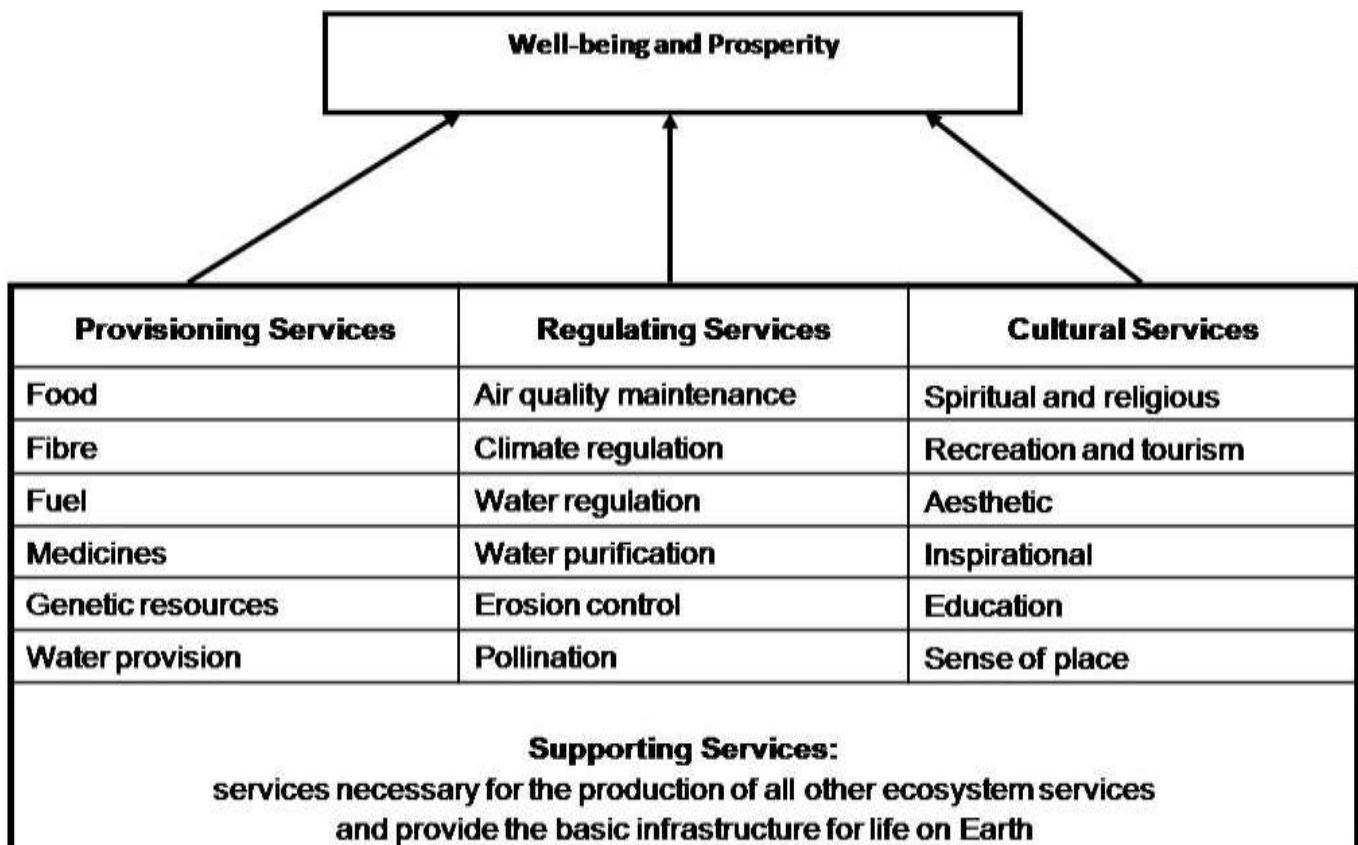 Well-being and Prosperity
Provisioning Services Regulating Services Cultural Services
Food Air quality maintenance Spiritual and religious
Fibre Climate regulation Recreation and tourism
Fuel Water regulation Aesthetic
Medicines Water purification Inspirational
Genetic resources Erosion control Education
Water provision Pollination Sense of place
Supporting Services:
services necessary for the production of all other ecosystem services
and provide the basic infrastructure for life on Earth